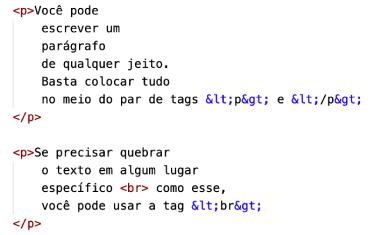 <p>Você pode
escrever um
parágrafo
de qualquer jeito.
Basta colocar tudo
no meio do par de tags &lt;p&gt; e &lt;/p&gt;
</p>
<p>Se precisar quebrar
o texto em algum lugar
específico <br> como esse,
você pode usar a tag &lt;br&gt;
</p>